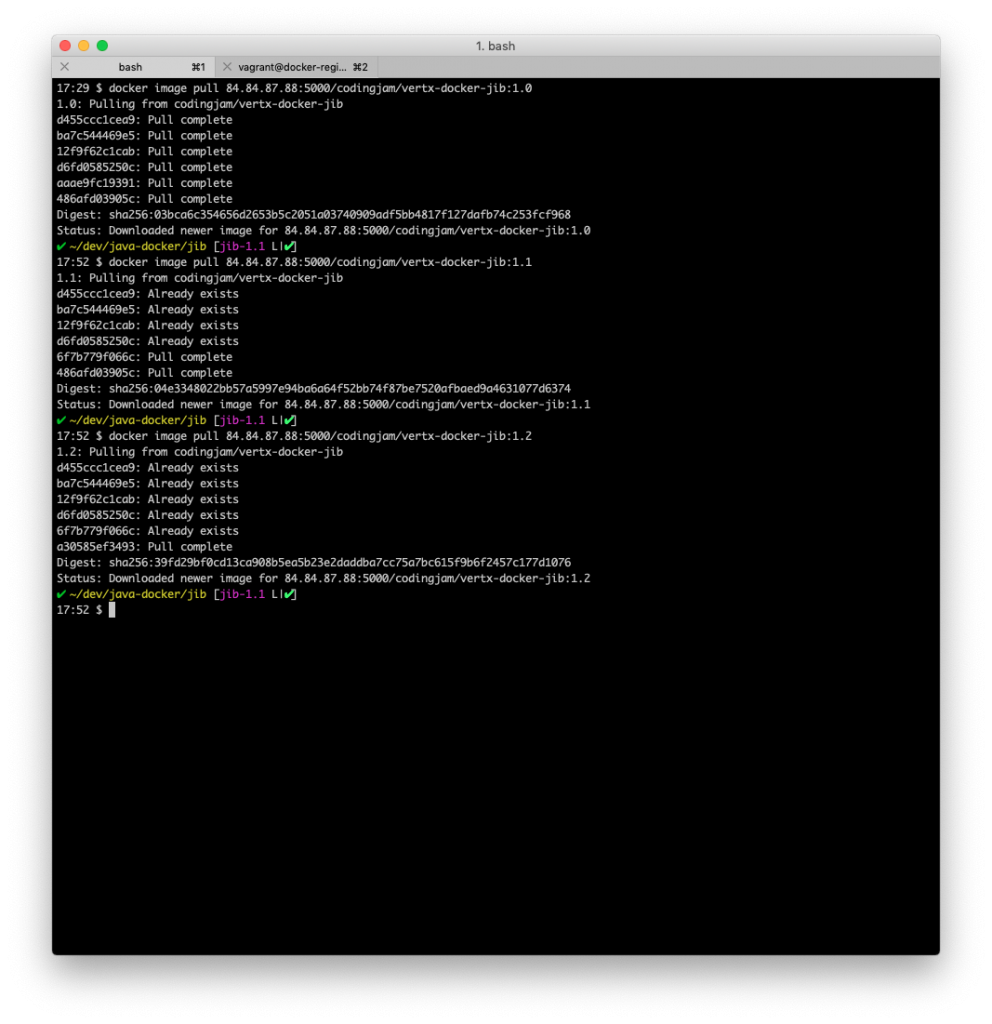 1. bash
bash ⌘1 vagrant@docker-regi... ⌘2
17:29 $ docker image pull 84.84.87.88:5000/codingjam/vertx-docker-jib:1.0
1.0: Pulling from codingjam/vertx-docker-jib
d455ccc1cea9: Pull complete
ba7c544469e5: Pull complete
12f9f62c1cab: Pull complete
d6fd0585250c: Pull complete
aaae9fc19391: Pull complete
486afd03905c: Pull complete
Digest: sha256:03bca6c354656d2653b5c2051a03740909adf5bb4817f127dafb74c253fcf968
Status: Downloaded newer image for 84.84.87.88:5000/codingjam/vertx-docker-jib:1.0
✔ ~/dev/java-docker/jib [jib-1.1 L|✔]
17:52 $ docker image pull 84.84.87.88:5000/codingjam/vertx-docker-jib:1.1
1.1: Pulling from codingjam/vertx-docker-jib
d455ccc1cea9: Already exists
ba7c544469e5: Already exists
12f9f62c1cab: Already exists
d6fd0585250c: Already exists
6f7b779f066c: Pull complete
486afd03905c: Pull complete
Digest: sha256:04e3348022bb57a5997e94ba6a64f52bb74f87be7520afbaed9a4631077d6374
Status: Downloaded newer image for 84.84.87.88:5000/codingjam/vertx-docker-jib:1.1
✔ ~/dev/java-docker/jib [jib-1.1 L|✔]
17:52 $ docker image pull 84.84.87.88:5000/codingjam/vertx-docker-jib:1.2
1.2: Pulling from codingjam/vertx-docker-jib
d455ccc1cea9: Already exists
ba7c544469e5: Already exists
12f9f62c1cab: Already exists
d6fd0585250c: Already exists
6f7b779f066c: Already exists
a30585ef3493: Pull complete
Digest: sha256:39fd29bf0cd13ca908b5ea5b23e2daddba7cc75a7bc615f9b6f2457c177d1076
Status: Downloaded newer image for 84.84.87.88:5000/codingjam/vertx-docker-jib:1.2
✔ ~/dev/java-docker/jib [jib-1.1 L|✔]
17:52 $